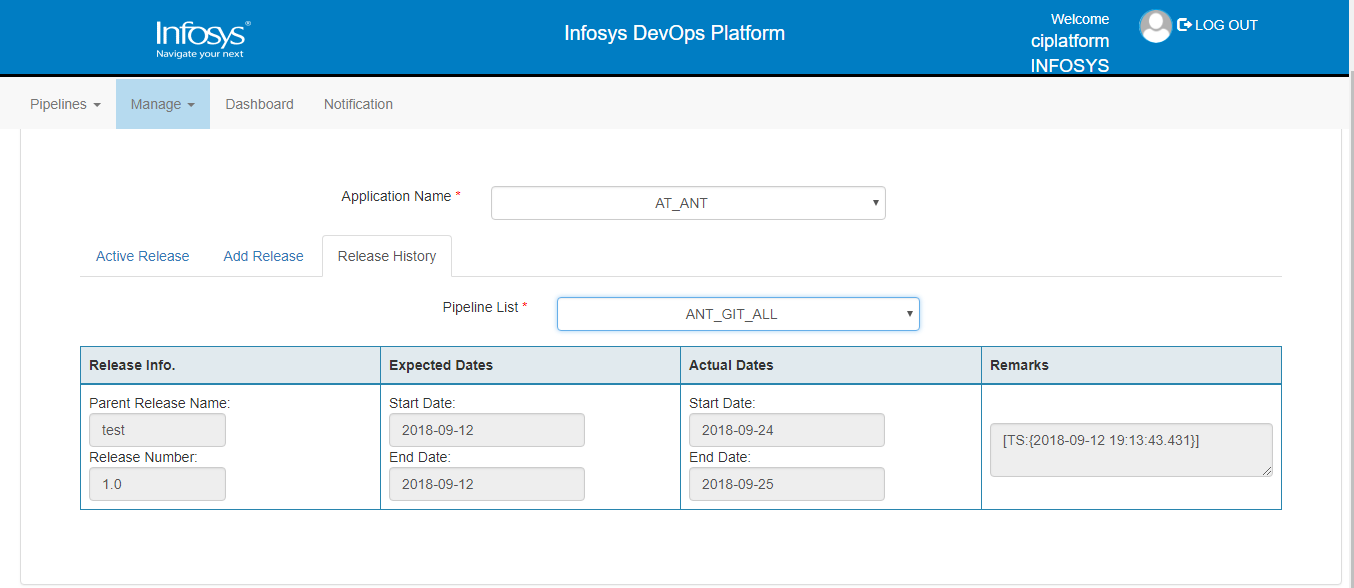 Infosys®
Navigate your next
Infosys DevOps Platform
Welcome
ciplatform
INFOSYS
LOG OUT
Pipelines Manage Dashboard Notification
Application Name * AT_ANT
Active Release Add Release Release History
Pipeline List * ANT_GIT_ALL
Release Info. Expected Dates Actual Dates Remarks
Parent Release Name: Start Date: Start Date:
test 2018-09-12 2018-09-24 [TS:{2018-09-12 19:13:43.431}]
Release Number: End Date: End Date:
1.0 2018-09-12 2018-09-25